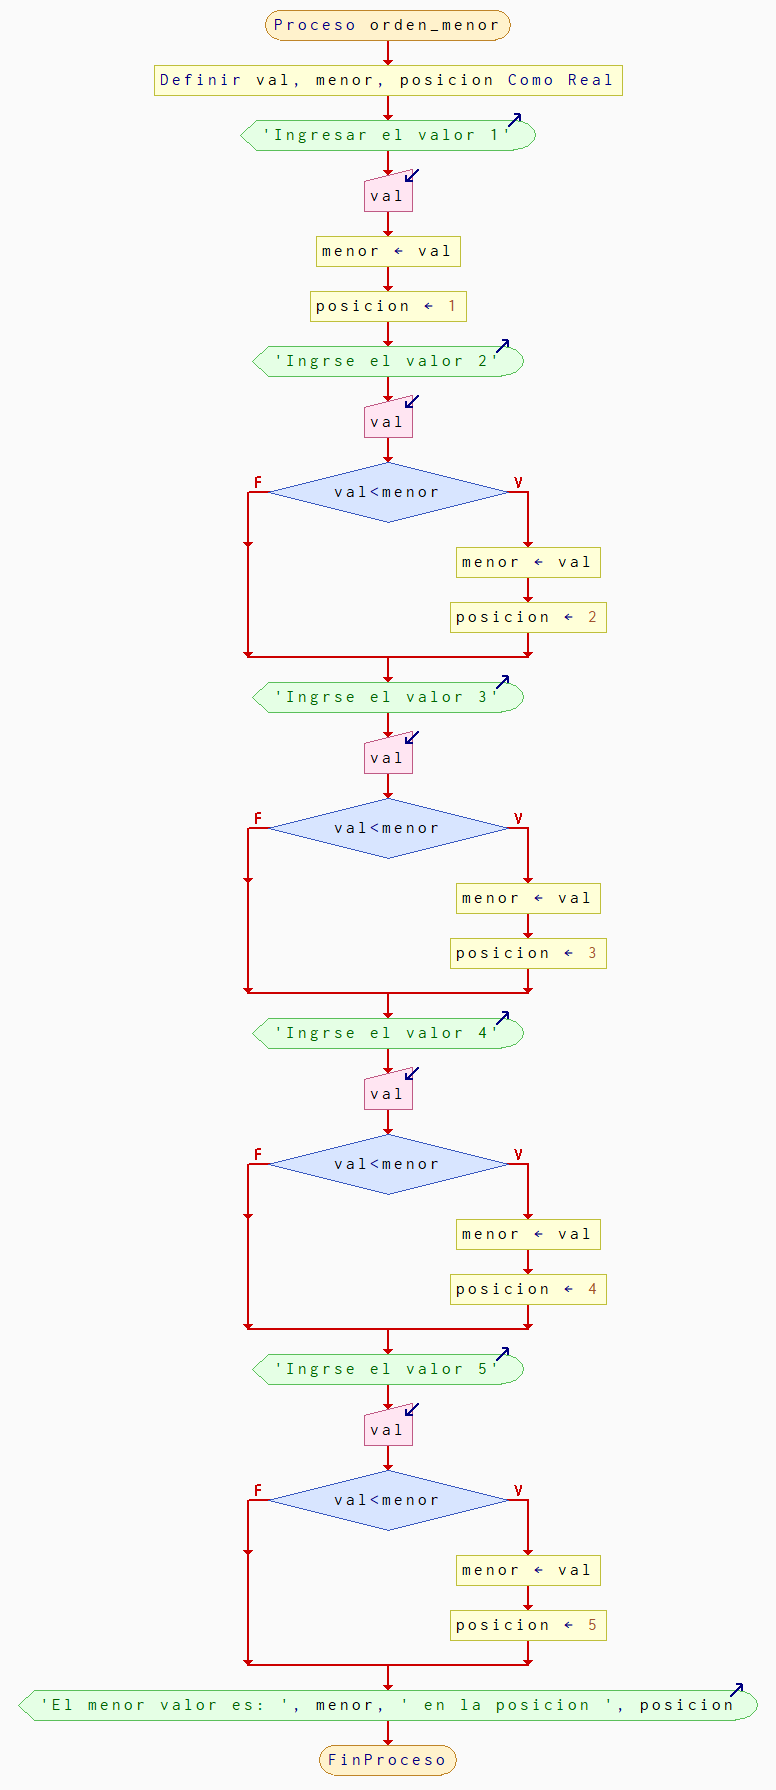 Proceso orden_menor
Definir val, menor, posicion Como Real
'Ingresar el valor 1'
val
menor ← val
posicion ← 1
'Ingrse el valor 2'
val
F
val<menor
V
menor ← val
posicion ← 2
'Ingrse el valor 3'
val
F
val<menor
V
menor ← val
posicion ← 3
'Ingrse el valor 4'
val
F
val<menor
V
menor ← val
posicion ← 4
'Ingrse el valor 5'
val
F
val<menor
V
menor ← val
posicion ← 5
'El menor valor es: ', menor, ' en la posicion ', posicion
FinProceso